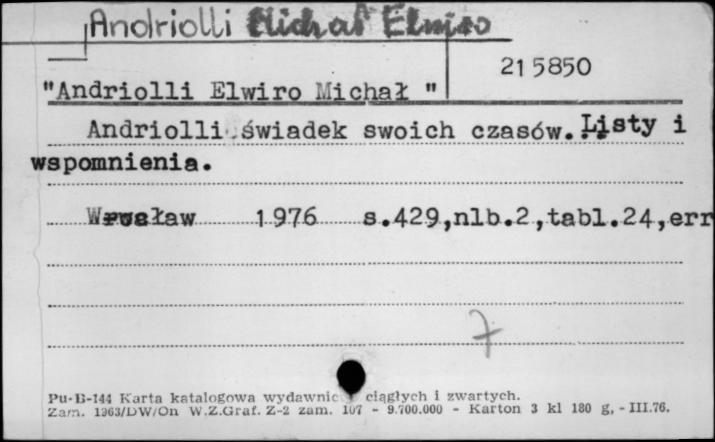 Andriolli Michał Elwiro
215850
"Andriolli Elwiro Michał "
Andriolli świadek swoich czasów. Listy i
wspomnienia.
1976 s.429,nlb.2,tabl.24,err
7
Pu-B-144 Karta katalogowa wydawnic ciągłych i zwartych.
Zam. 1963/DW/On W.Z.Graf. Z-2 zam. 107 - 9.700.000 - Karton 3 kl 180 g, - III.76.